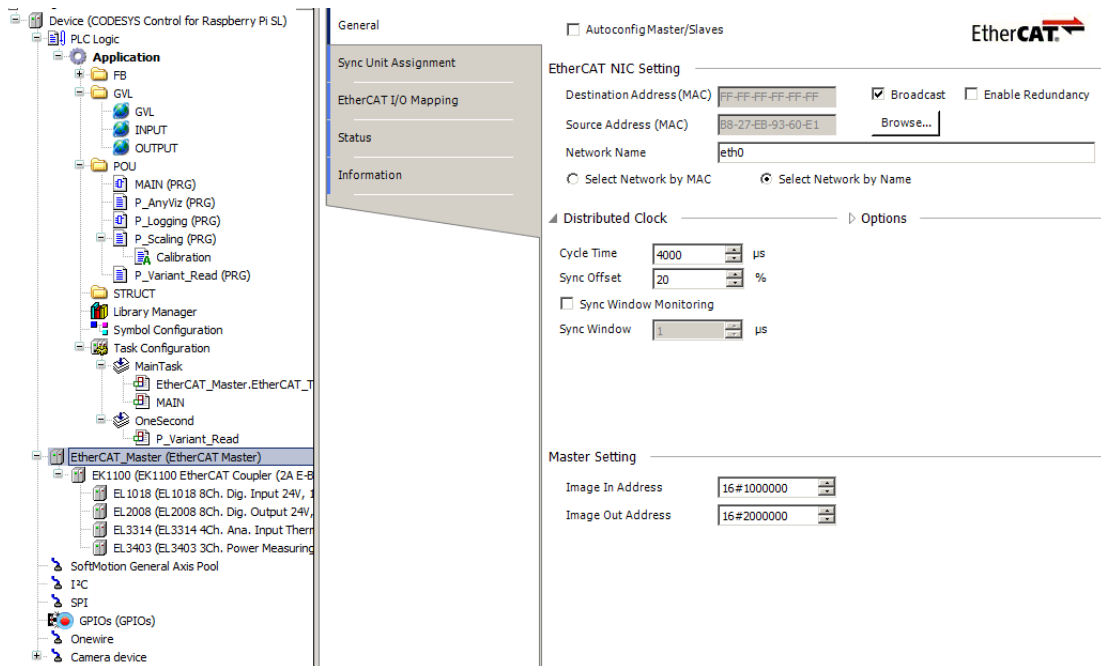 Device (CODESYS Control for Raspberry Pi SL)
PLC Logic
Application
FB
GVL
GVL
INPUT
OUTPUT
POU
MAIN (PRG)
P_AnyViz (PRG)
P_Logging (PRG)
P_Scaling (PRG)
Calibration
P_Variant_Read (PRG)
STRUCT
Library Manager
Symbol Configuration
Task Configuration
MainTask
EtherCAT_Master.EtherCAT_T
MAIN
OneSecond
P_Variant_Read
EtherCAT_Master (EtherCAT Master)
EK1100 (EK1100 EtherCAT Coupler (2A E-B
EL1018 (EL1018 8Ch. Dig. Input 24V, 1
EL2008 (EL2008 8Ch. Dig. Output 24V,
EL3314 (EL3314 4Ch. Ana. Input Therr
EL3403 (EL3403 3Ch. Power Measuring
SoftMotion General Axis Pool
I²C
SPI
GPIOs (GPIOs)
Onewire
Camera device
General
Sync Unit Assignment
EtherCAT I/O Mapping
Status
Information
Autoconfig Master/Slaves
EtherCAT.
EtherCAT NIC Setting
Destination Address (MAC) FF-FF-FF-FF-FF-FF Broadcast Enable Redundancy
Source Address (MAC) B8-27-EB-93-60-E1 Browse...
Network Name eth0
Select Network by MAC Select Network by Name
Distributed Clock Options
Cycle Time 4000 µs
Sync Offset 20 %
Sync Window Monitoring
Sync Window 1 µs
Master Setting
Image In Address 16#1000000
Image Out Address 16#2000000